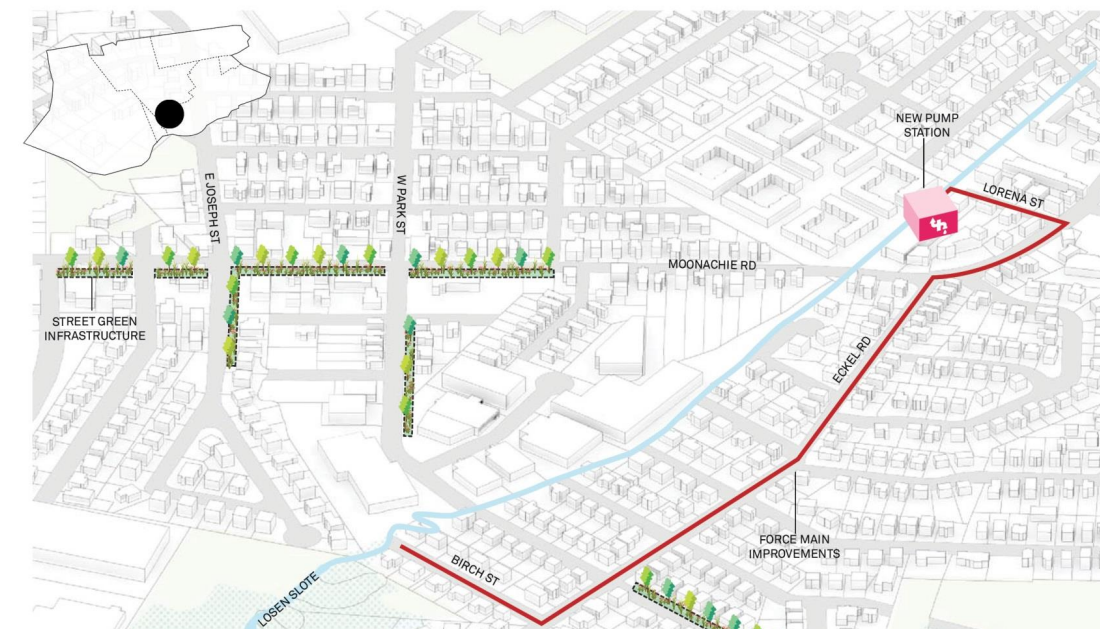 NEW PUMP
STATION
E JOSEPH ST
W PARK ST
LORENA ST
MOONACHIE RD
STREET GREEN
INFRASTRUCTURE
ECKEL RD
FORCE MAIN
IMPROVEMENTS
BIRCH ST
LOSEN SLOTE